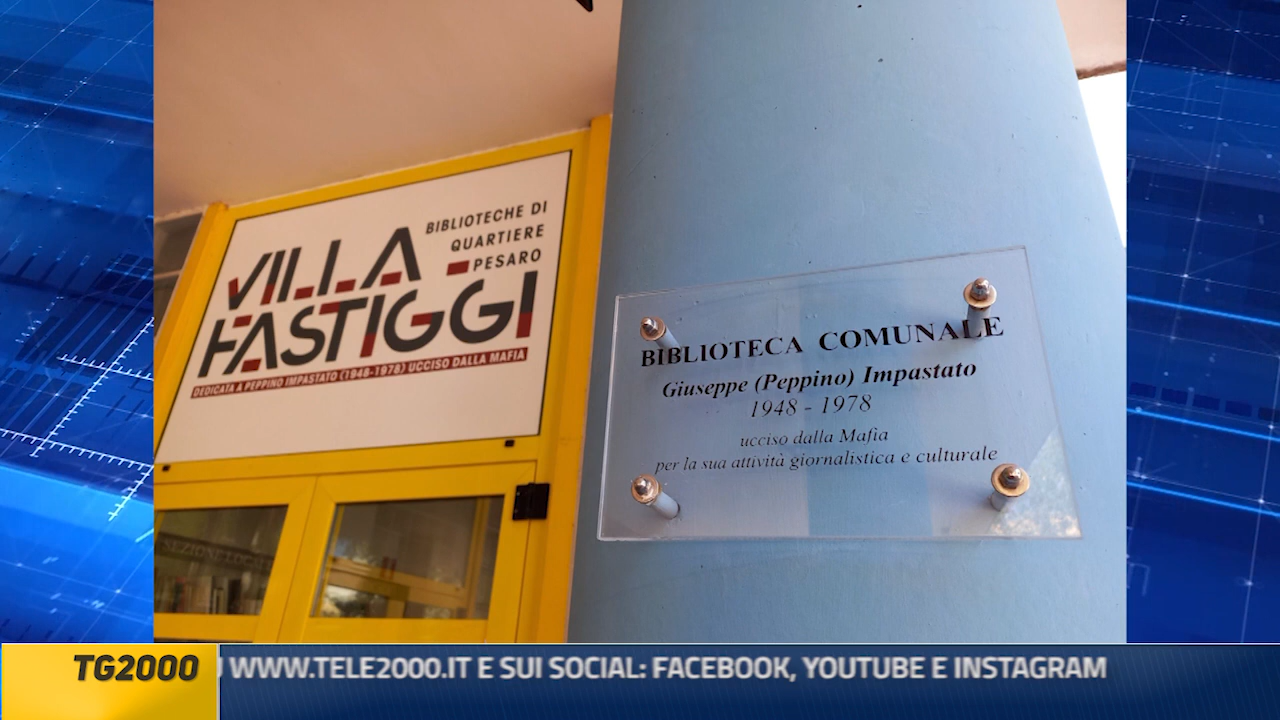 VILLA
FASTIGGI
BIBLIOTECHE DI
QUARTIERE
PESARO
DEDICATA A PEPPINO IMPASTATO (1948-1978) UCCISO DALLA MAFIA
SEZIONE LOCALE
BIBLIOTECA COMUNALE
Giuseppe (Peppino) Impastato
1948 - 1978
ucciso dalla Mafia
per la sua attività giornalistica e culturale
TG2000
WWW.TELE2000.IT E SUI SOCIAL: FACEBOOK, YOUTUBE E INSTAGRAM